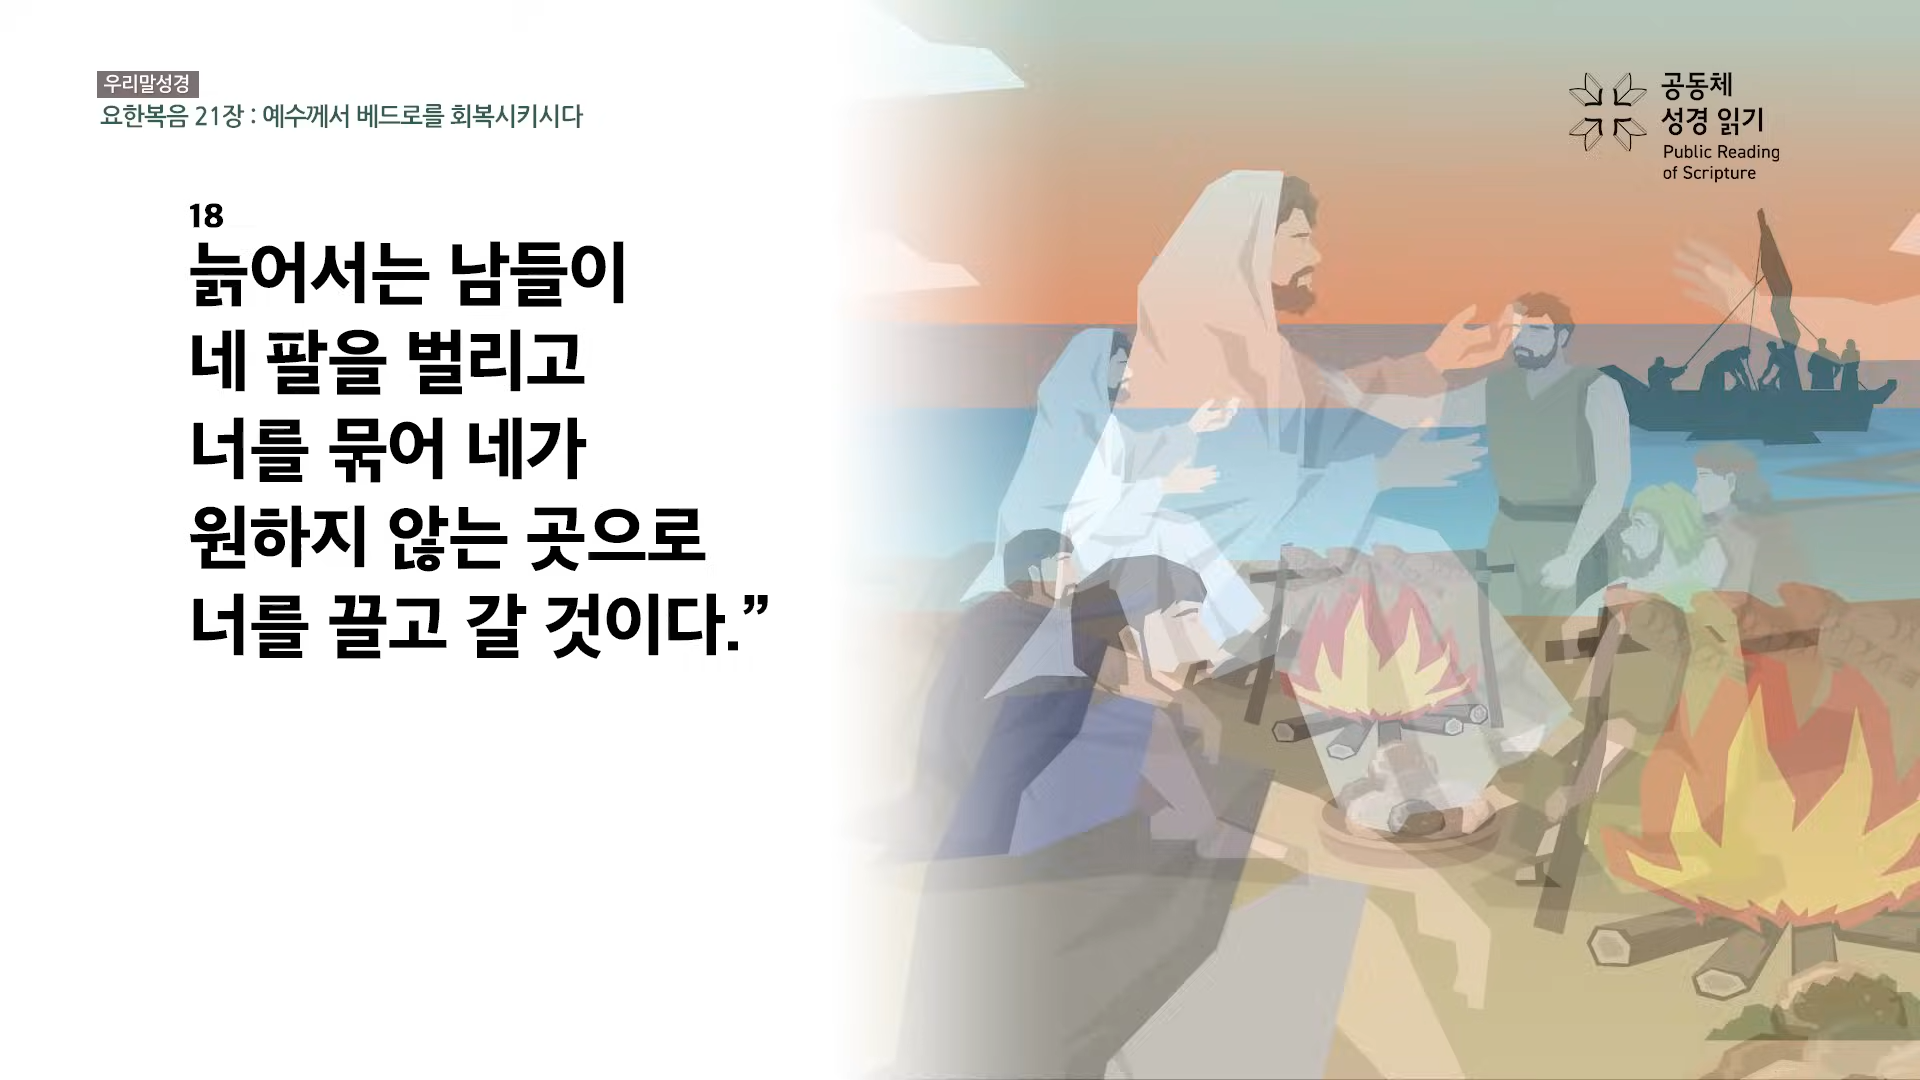 우리말성경
요한복음 21장 : 예수께서 베드로를 회복시키시다
18
늙어서는 남들이
네 팔을 벌리고
너를 묶어 네가
원하지 않는 곳으로
너를 끌고 갈 것이다.”
공동체
성경 읽기
Public Reading
of Scripture